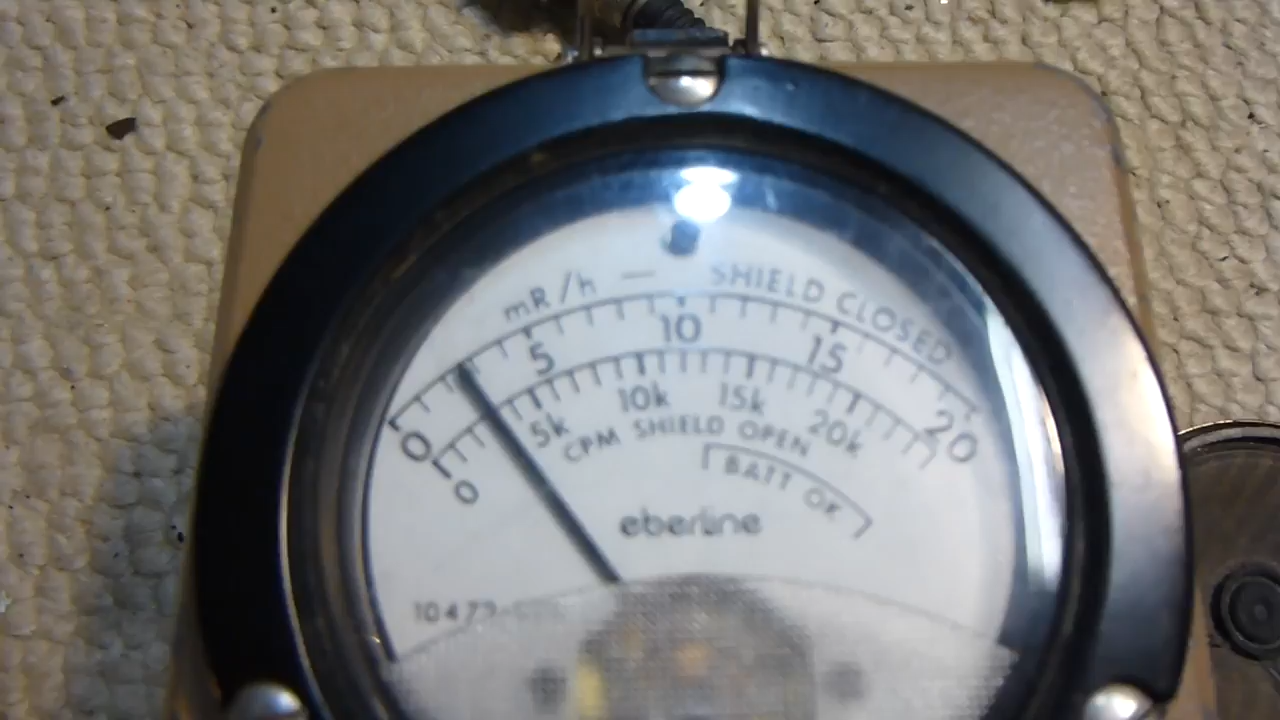 mR/h — SHIELD CLOSED
0 5 10 15 20
0 5k 10k 15k 20k
CPM SHIELD OPEN
BATT OK
eberline